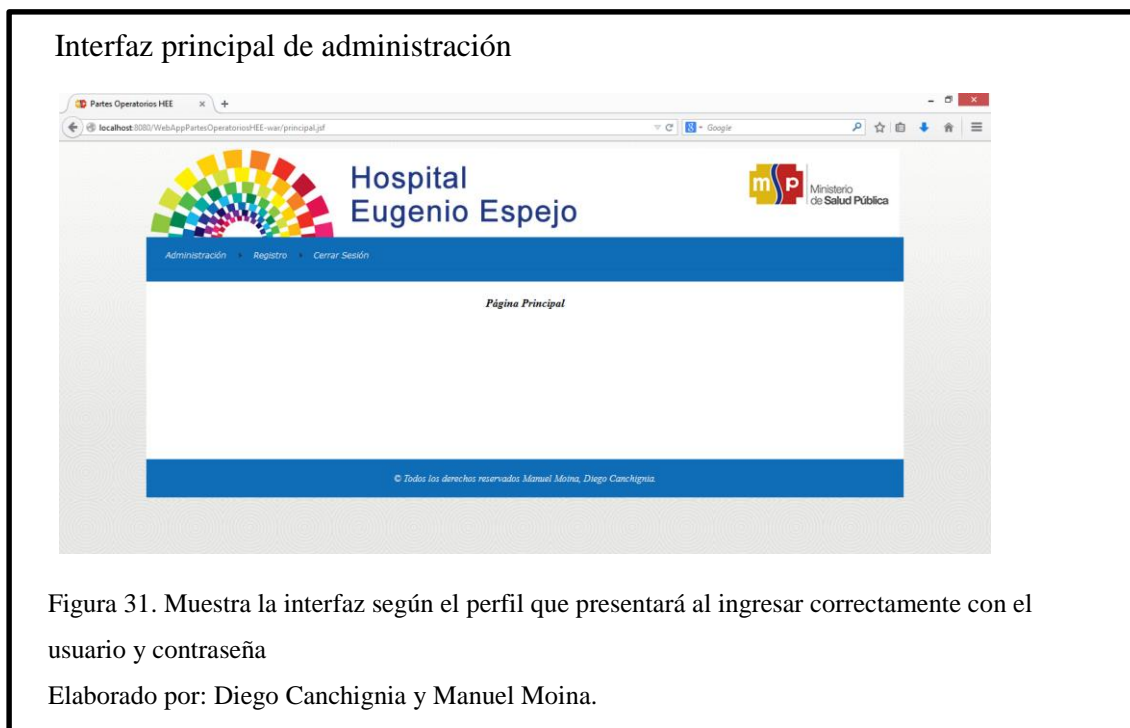 Interfaz principal de administración
Partes Operatorios HEE
localhost:8080/WebAppPartesOperatoriosHEE-war/principal.jsf
Google
Hospital
Eugenio Espejo
msp
Ministerio
de Salud Pública
Administración Registro Cerrar Sesión
Página Principal
© Todos los derechos reservados Manuel Moina, Diego Canchignia.
Figura 31. Muestra la interfaz según el perfil que presentará al ingresar correctamente con el
usuario y contraseña
Elaborado por: Diego Canchignia y Manuel Moina.